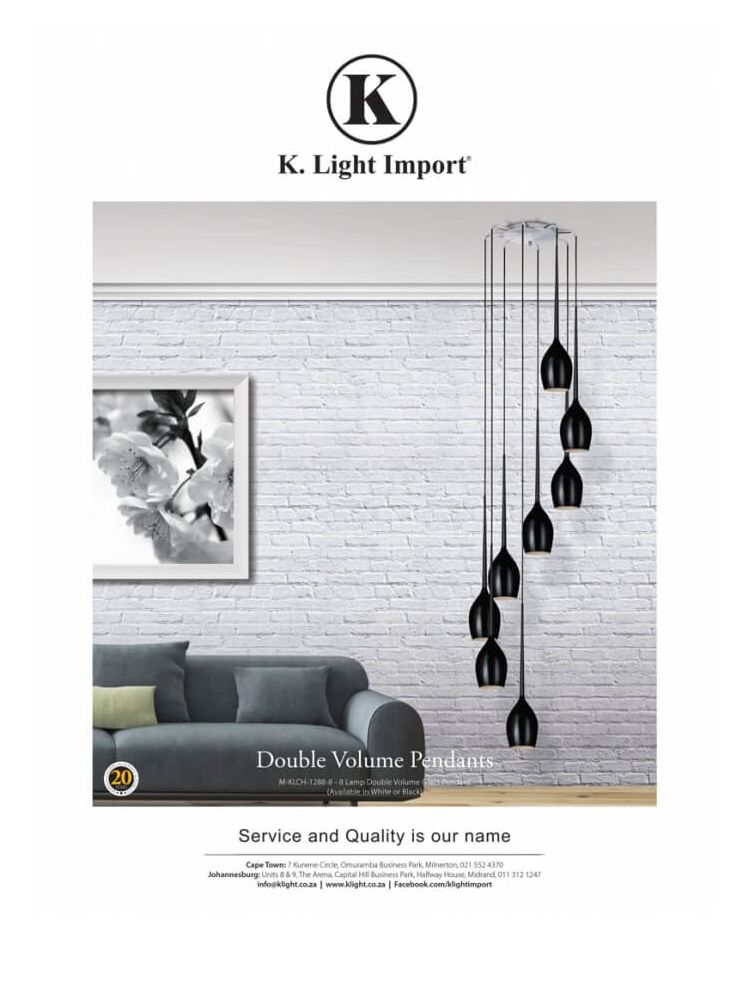 K
K. Light Import®
Double Volume Pendants
M-KLCH-1288-8 - 8 Lamp Double Volume Glass Pendant
(Available in White or Black)
20
YEARS
Service and Quality is our name
Cape Town: 7 Kunene Circle, Omuramba Business Park, Milnerton, 021 552 4370
Johannesburg: Units 8 & 9, The Arena, Capital Hill Business Park, Halfway House, Midrand, 011 312 1247
info@klight.co.za | www.klight.co.za | Facebook.com/klightimport